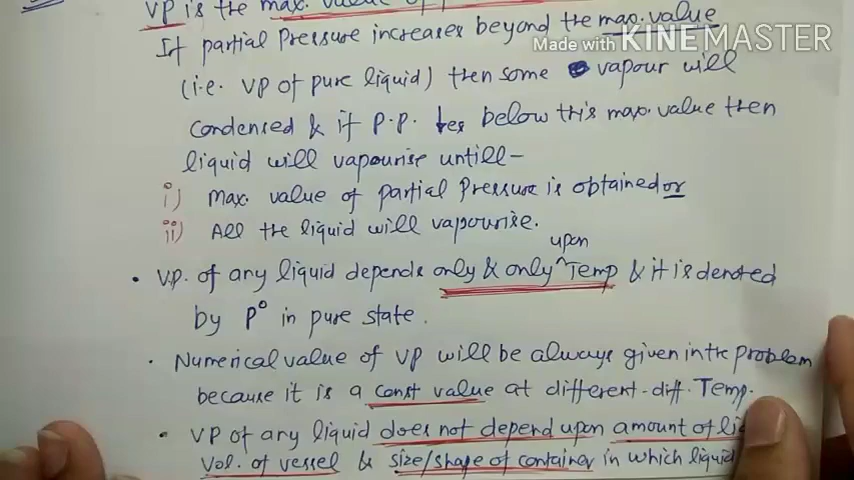 VP is the max. value of
If partial Pressure increases beyond the max. value
Made with KINEMASTER
(i.e. VP of pure liquid) then some vapour will
condensed & if P.P. ↓es below this max. value then
liquid will vapourise untill-
i) Max. value of partial Pressure is obtained or
ii) All the liquid will vapourise.
upon
• V.P. of any liquid depends only & only ^ Temp & it is denoted
by P° in pure state.
• Numerical value of VP will be always given in the problem
because it is a const value at different-diff. Temp.
• VP of any liquid does not depend upon amount of
Vol. of vessel & size/shape of container in which liquid